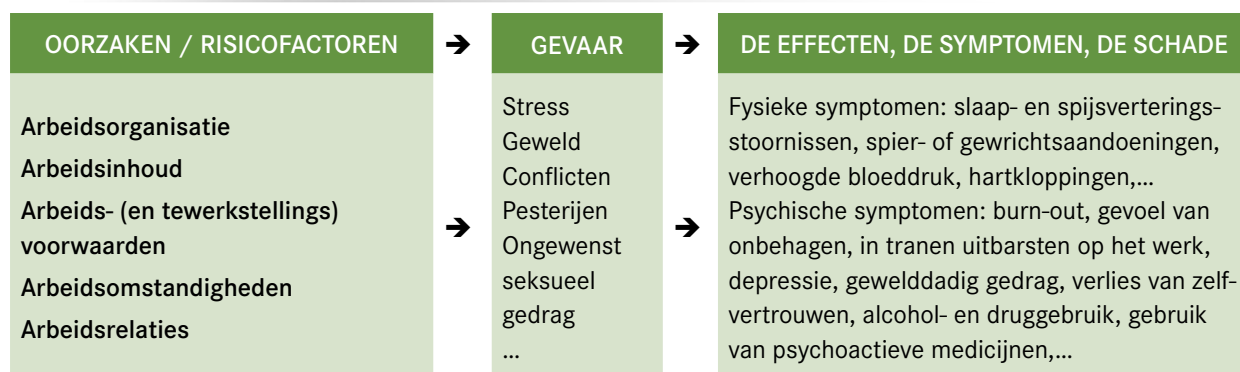 OORZAKEN / RISICOFACTOREN
➔
GEVAAR
➔
DE EFFECTEN, DE SYMPTOMEN, DE SCHADE
Arbeidsorganisatie
Arbeidsinhoud
Arbeids- (en tewerkstellings)
voorwaarden
Arbeidsomstandigheden
Arbeidsrelaties
➔
Stress
Geweld
Conflicten
Pesterijen
Ongewenst
seksueel
gedrag
...
➔
Fysieke symptomen: slaap- en spijsverterings-
stoornissen, spier- of gewrichtsaandoeningen,
verhoogde bloeddruk, hartkloppingen,...
Psychische symptomen: burn-out, gevoel van
onbehagen, in tranen uitbarsten op het werk,
depressie, gewelddadig gedrag, verlies van zelf-
vertrouwen, alcohol- en druggebruik, gebruik
van psychoactieve medicijnen,...